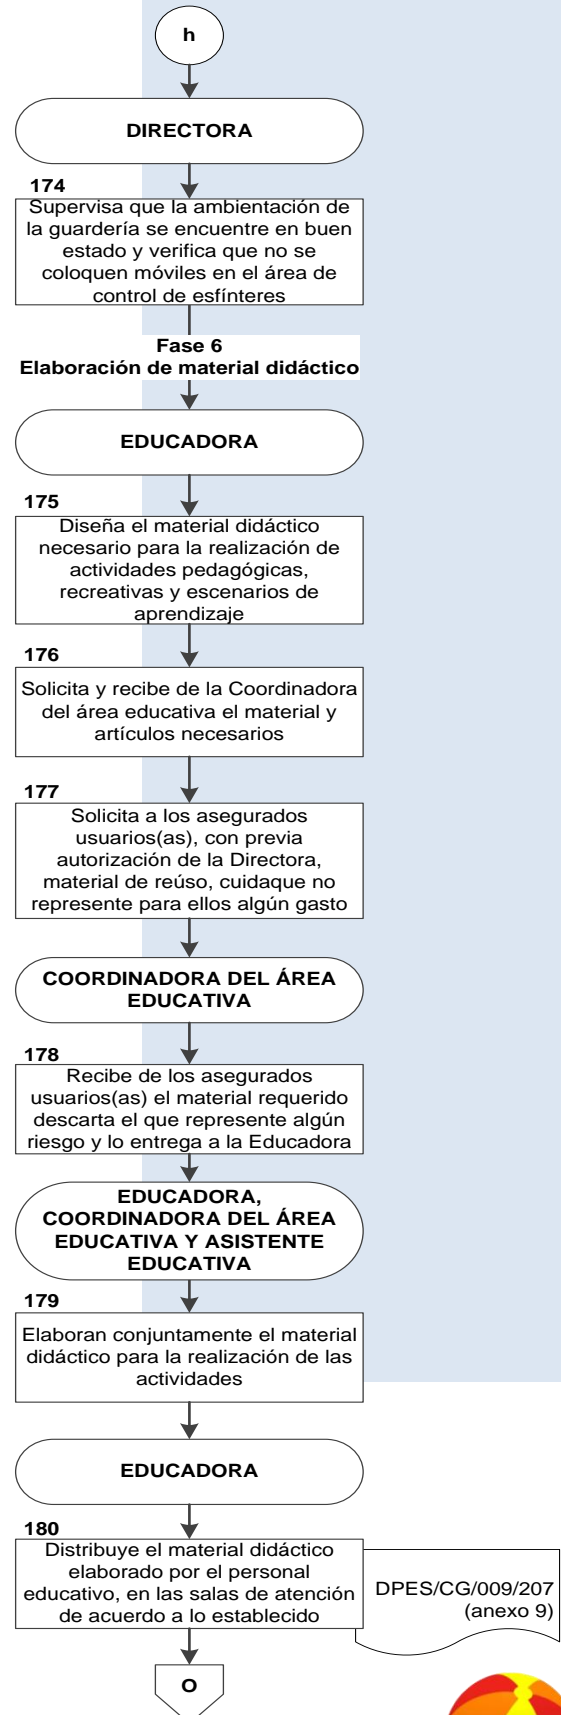 h
DIRECTORA
174
Supervisa que la ambientación de
la guardería se encuentre en buen
estado y verifica que no se
coloquen móviles en el área de
control de esfínteres
Fase 6
Elaboración de material didáctico
EDUCADORA
175
Diseña el material didáctico
necesario para la realización de
actividades pedagógicas,
recreativas y escenarios de
aprendizaje
176
Solicita y recibe de la Coordinadora
del área educativa el material y
artículos necesarios
177
Solicita a los asegurados
usuarios(as), con previa
autorización de la Directora,
material de reúso, cuidaque no
represente para ellos algún gasto
COORDINADORA DEL ÁREA
EDUCATIVA
178
Recibe de los asegurados
usuarios(as) el material requerido
descarta el que represente algún
riesgo y lo entrega a la Educadora
EDUCADORA,
COORDINADORA DEL ÁREA
EDUCATIVA Y ASISTENTE
EDUCATIVA
179
Elaboran conjuntamente el material
didáctico para la realización de las
actividades
EDUCADORA
180
Distribuye el material didáctico
elaborado por el personal
educativo, en las salas de atención
de acuerdo a lo establecido
DPES/CG/009/207
(anexo 9)
O